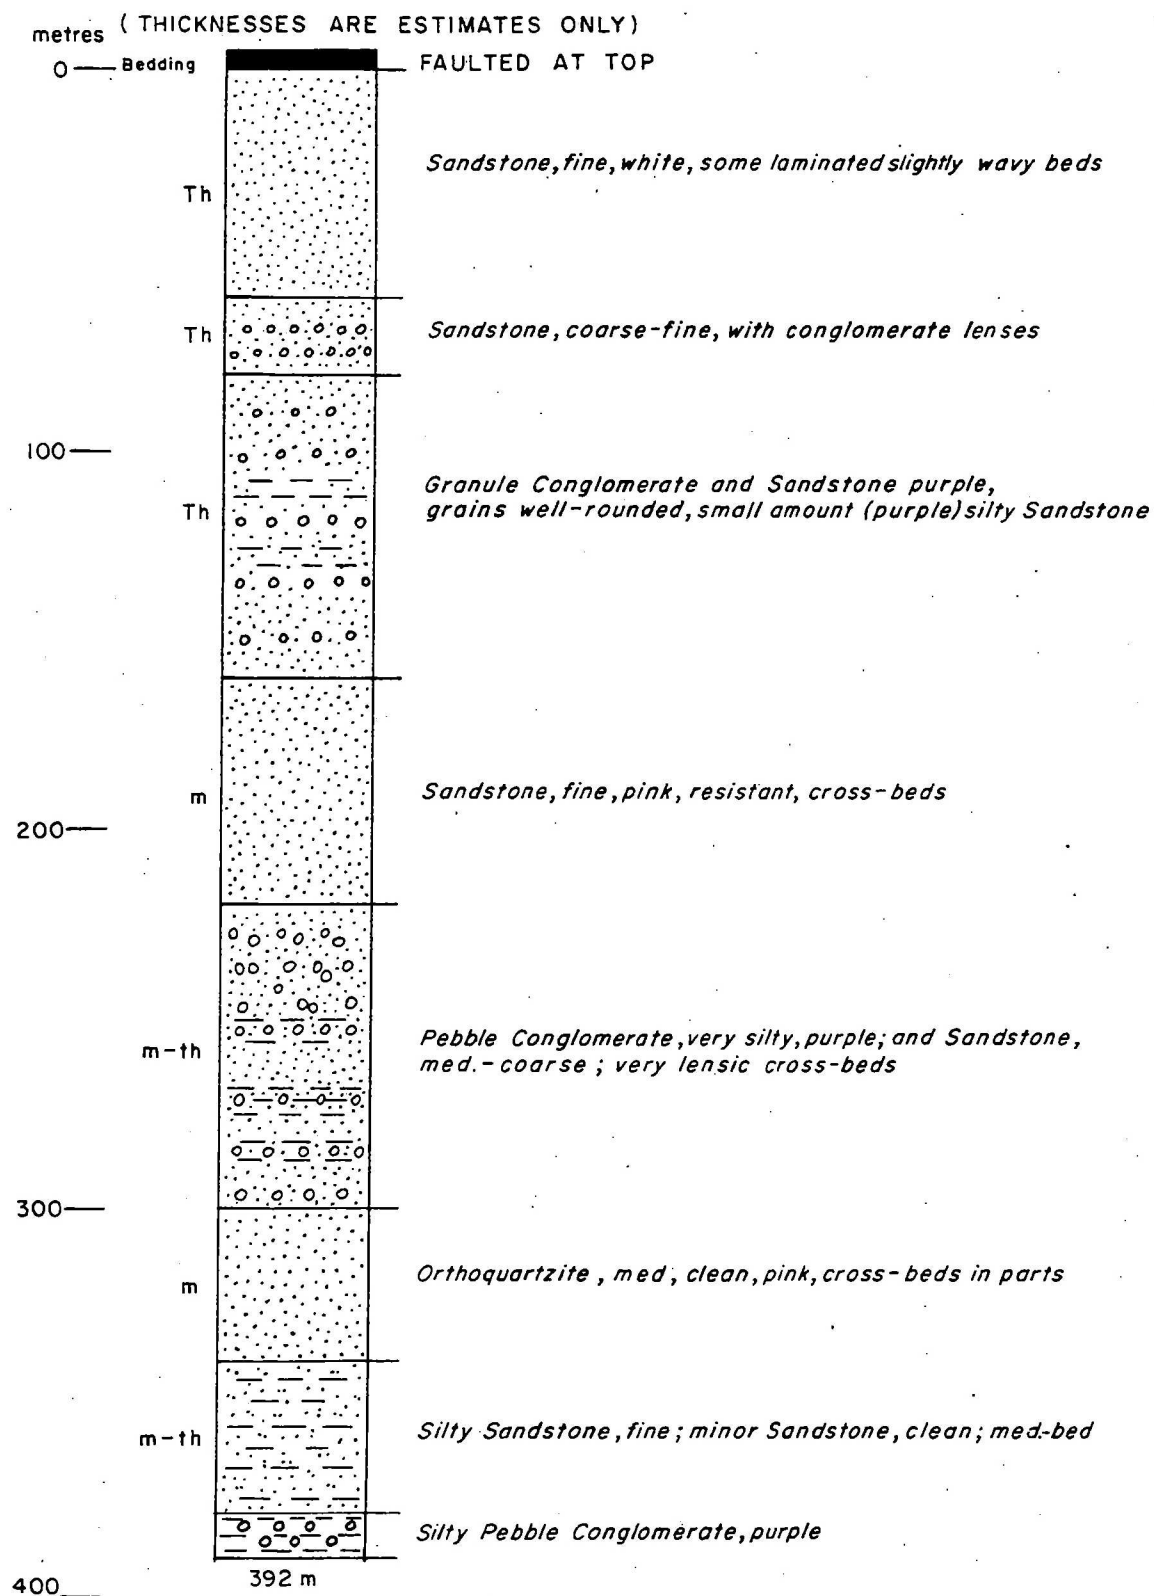 metres ( THICKNESSES ARE ESTIMATES ONLY)
0 Bedding FAULTED AT TOP
Sandstone, fine, white, some laminated slightly wavy beds
Th
Th Sandstone, coarse-fine, with conglomerate lenses
100
Granule Conglomerate and Sandstone purple,
Th grains well-rounded, small amount (purple) silty Sandstone
m Sandstone, fine, pink, resistant, cross-beds
200
Pebble Conglomerate, very silty, purple; and Sandstone,
m-th med.-coarse ; very lensic cross-beds
300
m Orthoquartzite, med, clean, pink, cross-beds in parts
m-th Silty Sandstone, fine; minor Sandstone, clean; med.-bed
Silty Pebble Conglomerate, purple
392 m
400